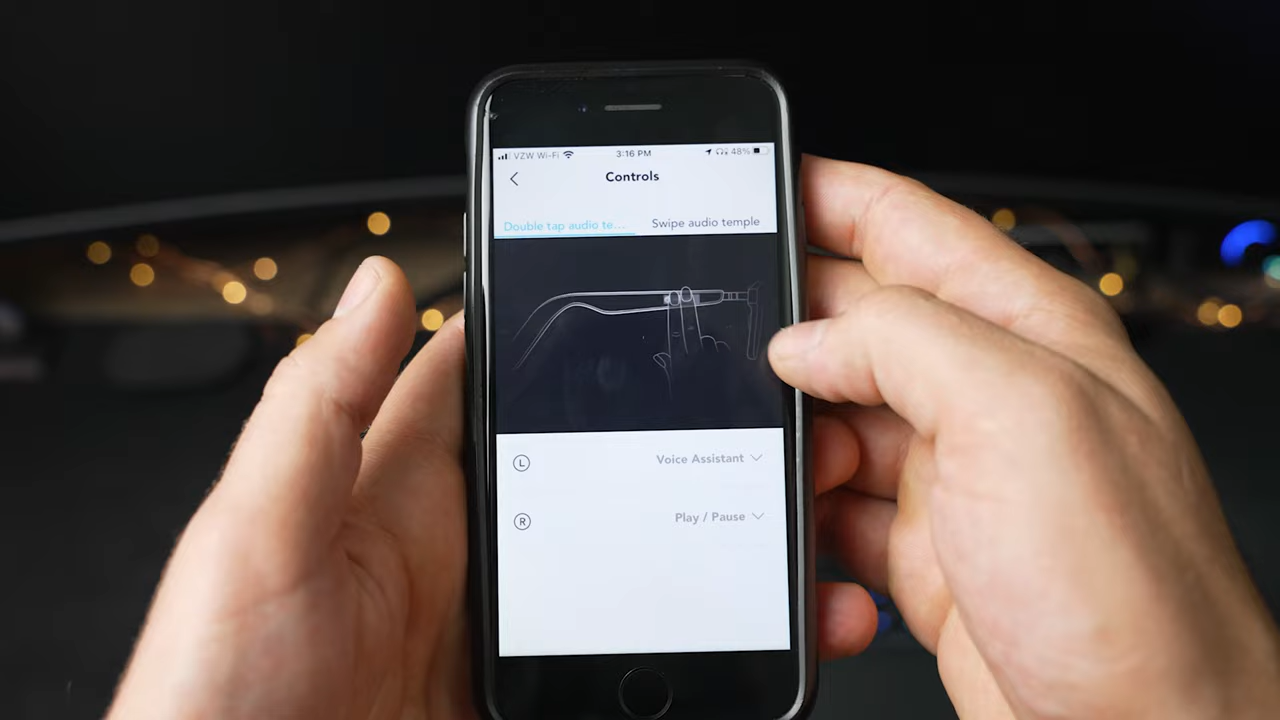 VZW Wi-Fi 3:16 PM 48%
Controls
Double tap audio te... Swipe audio temple
L Voice Assistant
R Play / Pause